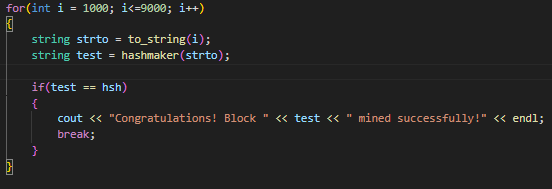 for(int i = 1000; i<=9000; i++)
{
    string strto = to_string(i);
    string test = hashmaker(strto);

    if(test == hsh)
    {
        cout << "Congratulations! Block " << test << " mined successfully!" << endl;
        break;
    }
}